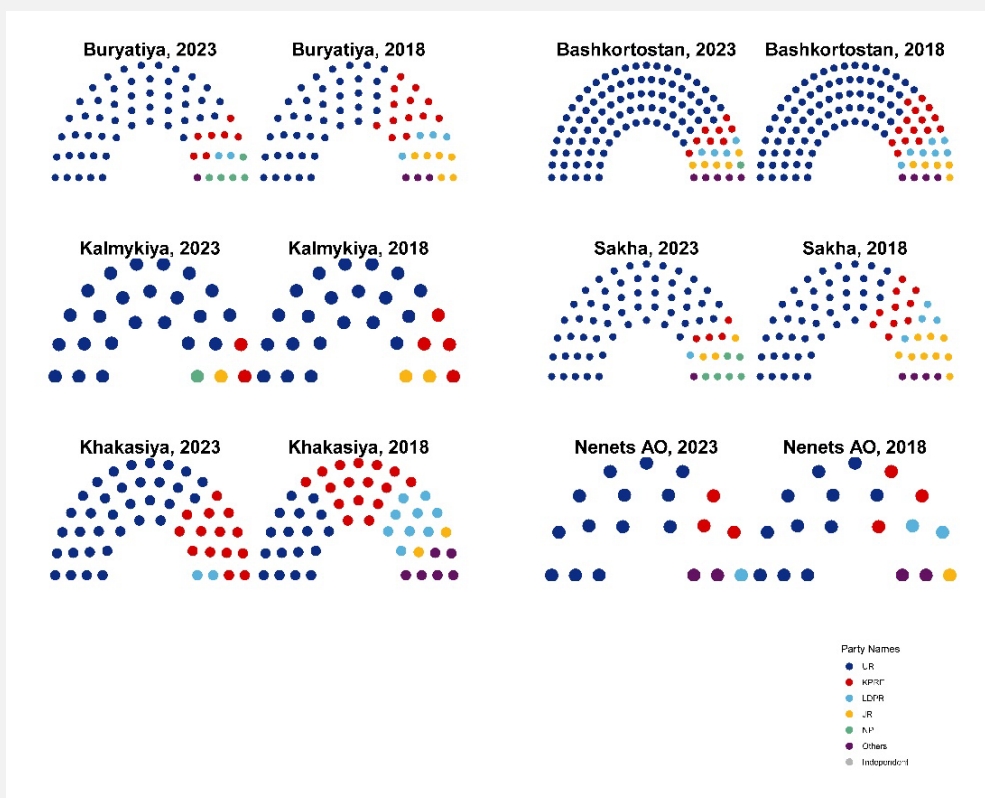 Buryatiya, 2023
Buryatiya, 2018
Bashkortostan, 2023
Bashkortostan, 2018
Kalmykiya, 2023
Kalmykiya, 2018
Sakha, 2023
Sakha, 2018
Khakasiya, 2023
Khakasiya, 2018
Nenets AO, 2023
Nenets AO, 2018
Party Names
UR
KPRF
LDPR
JR
NP
Others
Independent